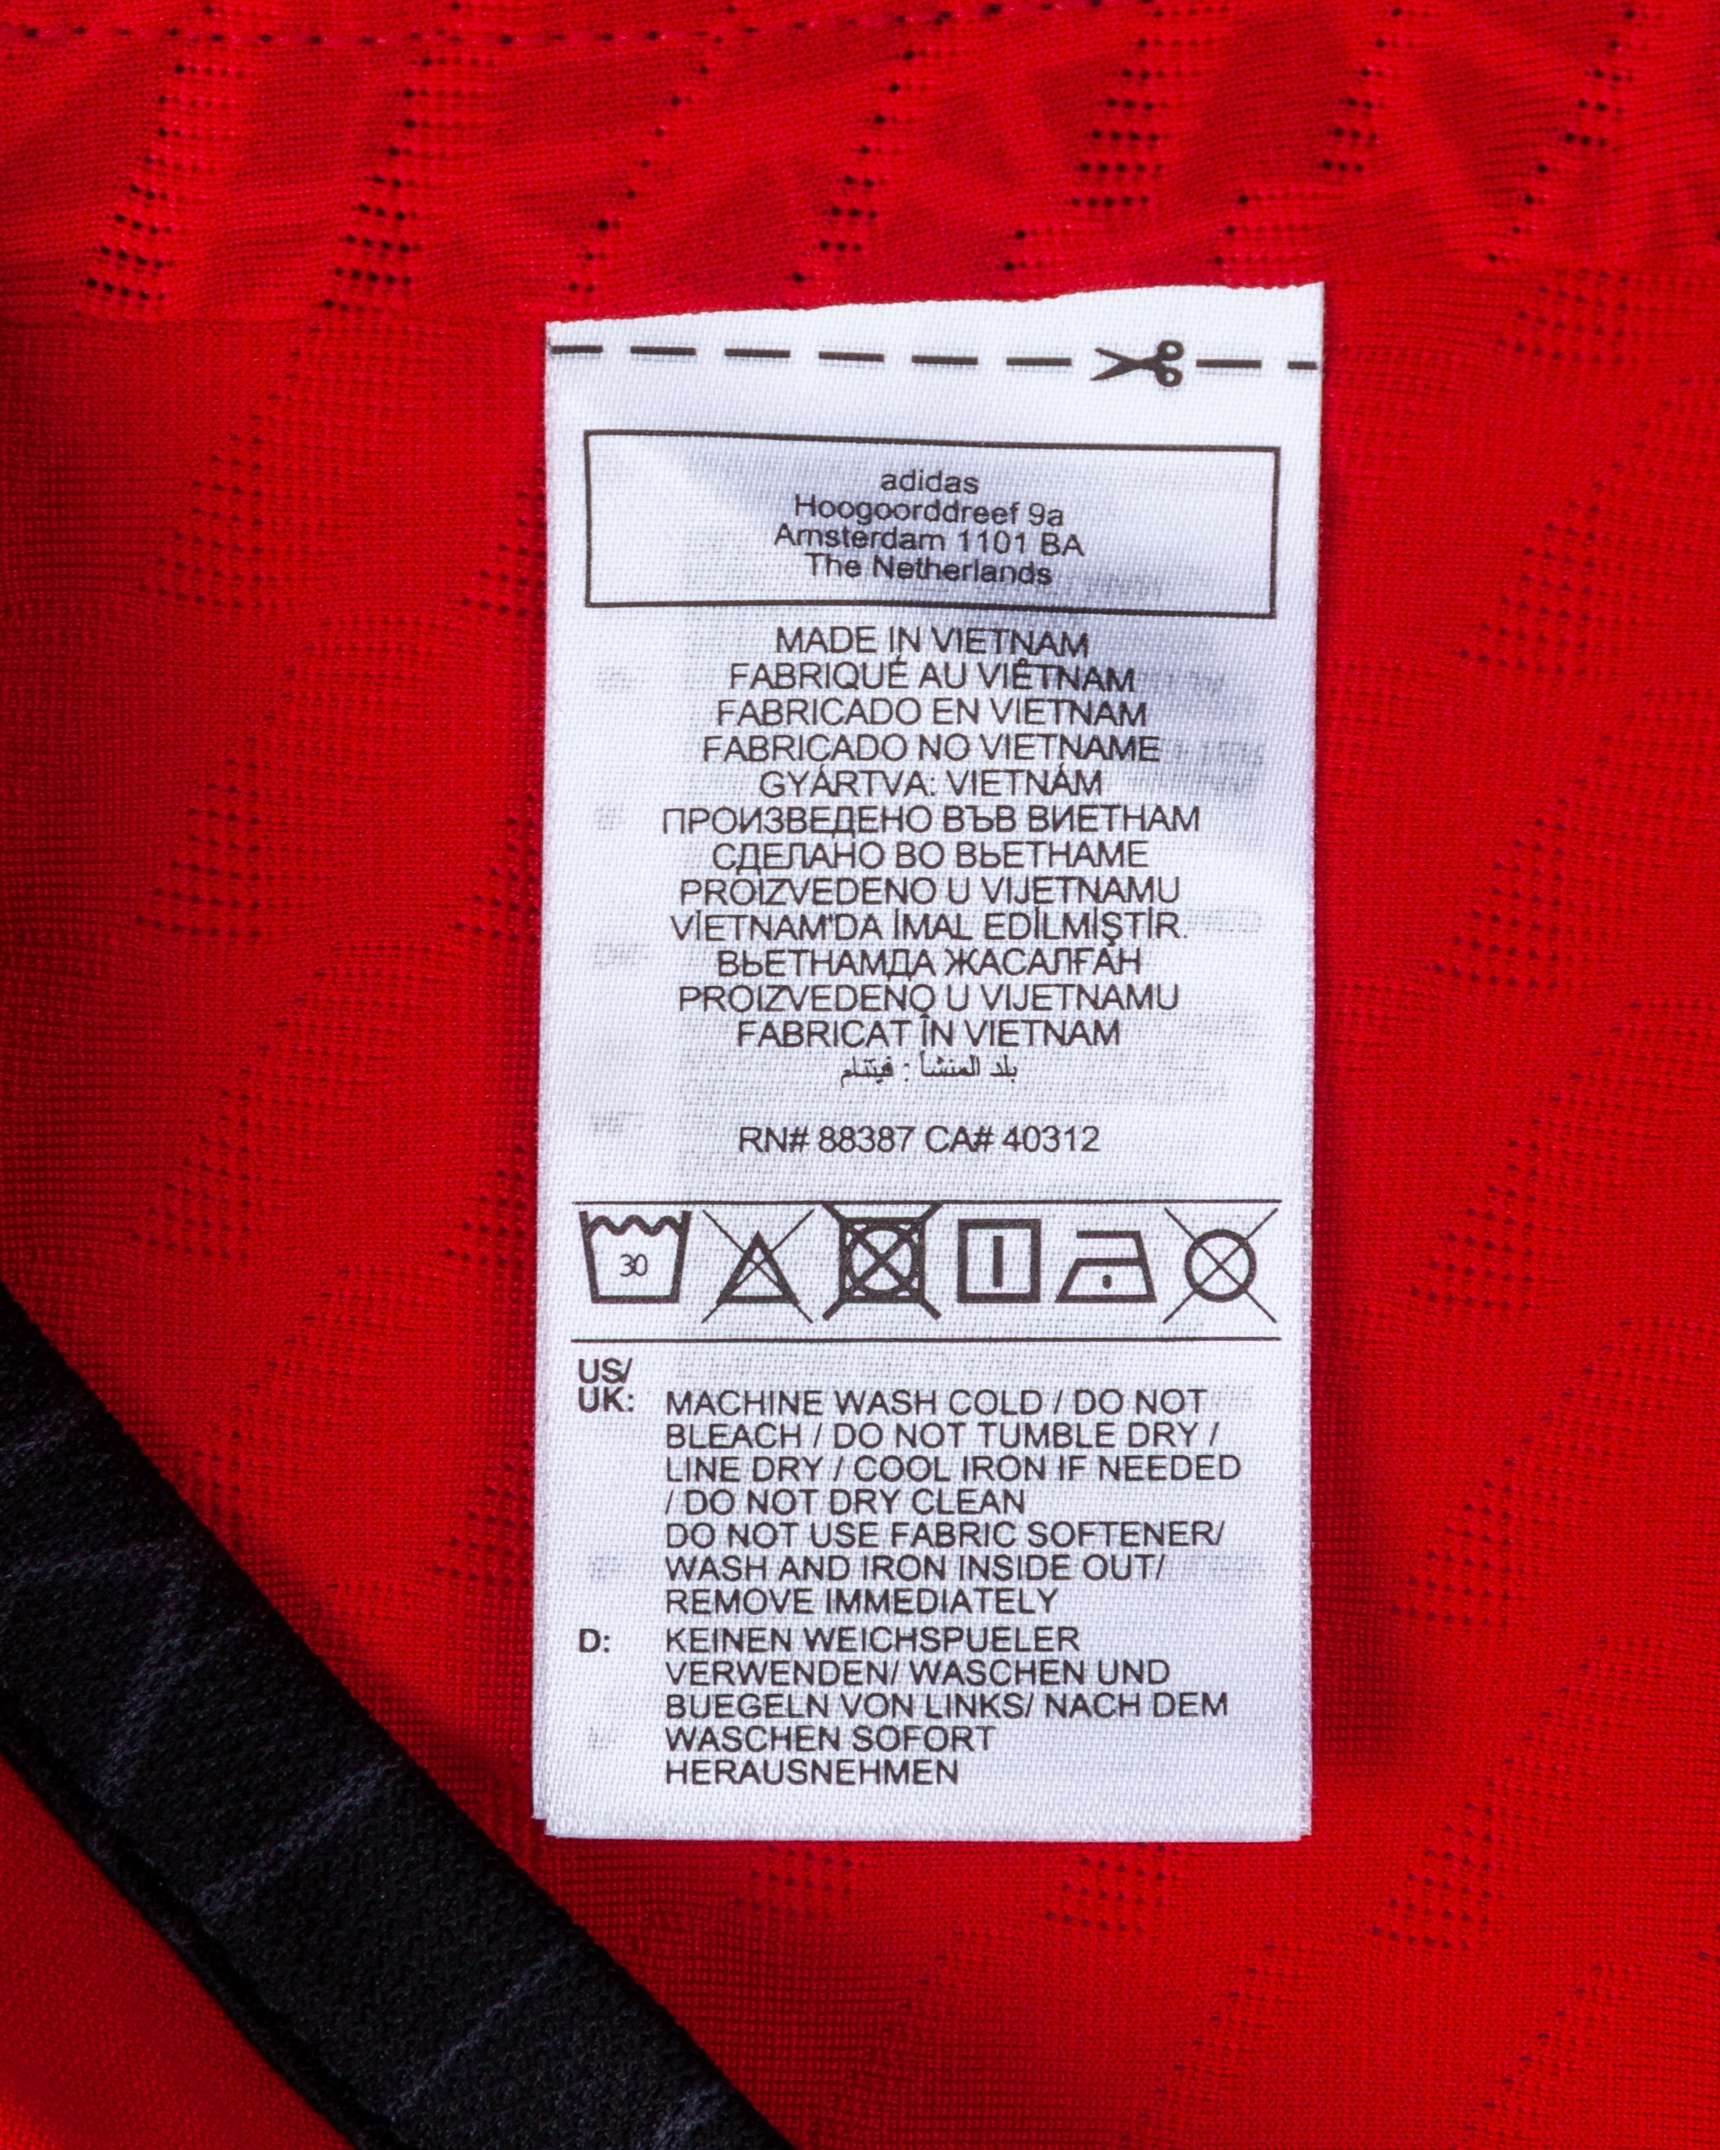 adidas
Hoogoorddreef 9a
Amsterdam 1101 BA
The Netherlands
MADE IN VIETNAM
FABRIQUÉ AU VIÊTNAM
FABRICADO EN VIETNAM
FABRICADO NO VIETNAME
GYÁRTVA: VIETNÁM
ПРОИЗВЕДЕНО ВЪВ ВИЕТНАМ
СДЕЛАНО ВО ВЬЕТНАМЕ
PROIZVEDENO U VIJETNAMU
VİETNAM'DA İMAL EDİLMİŞTİR.
ВЬЕТНАМДА ЖАСАЛҒАН
PROIZVEDENO U VIJETNAMU
FABRICAT ÎN VIETNAM
بلد المنشأ : فيتنام
RN# 88387 CA# 40312
30
US/
UK: MACHINE WASH COLD / DO NOT
BLEACH / DO NOT TUMBLE DRY /
LINE DRY / COOL IRON IF NEEDED
/ DO NOT DRY CLEAN
DO NOT USE FABRIC SOFTENER/
WASH AND IRON INSIDE OUT/
REMOVE IMMEDIATELY
D: KEINEN WEICHSPUELER
VERWENDEN/ WASCHEN UND
BUEGELN VON LINKS/ NACH DEM
WASCHEN SOFORT
HERAUSNEHMEN